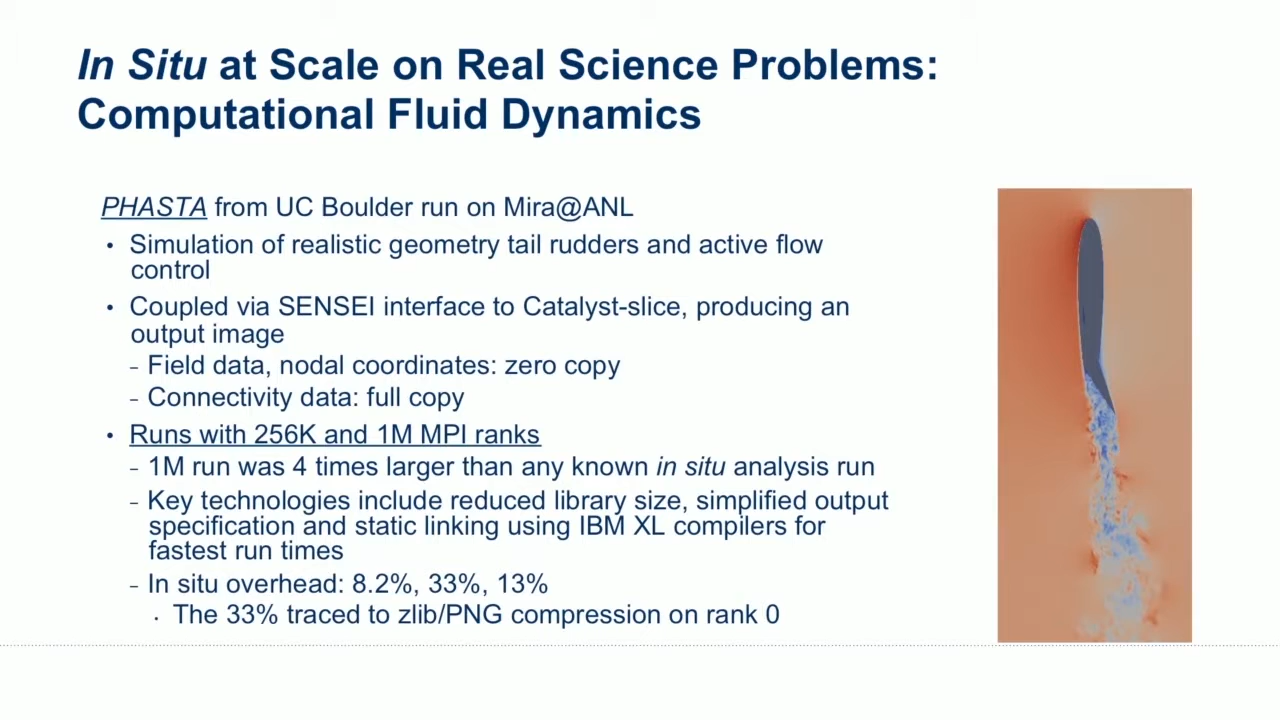 In Situ at Scale on Real Science Problems:
Computational Fluid Dynamics
PHASTA from UC Boulder run on Mira@ANL
• Simulation of realistic geometry tail rudders and active flow
control
• Coupled via SENSEI interface to Catalyst-slice, producing an
output image
– Field data, nodal coordinates: zero copy
– Connectivity data: full copy
• Runs with 256K and 1M MPI ranks
– 1M run was 4 times larger than any known in situ analysis run
– Key technologies include reduced library size, simplified output
specification and static linking using IBM XL compilers for
fastest run times
– In situ overhead: 8.2%, 33%, 13%
• The 33% traced to zlib/PNG compression on rank 0